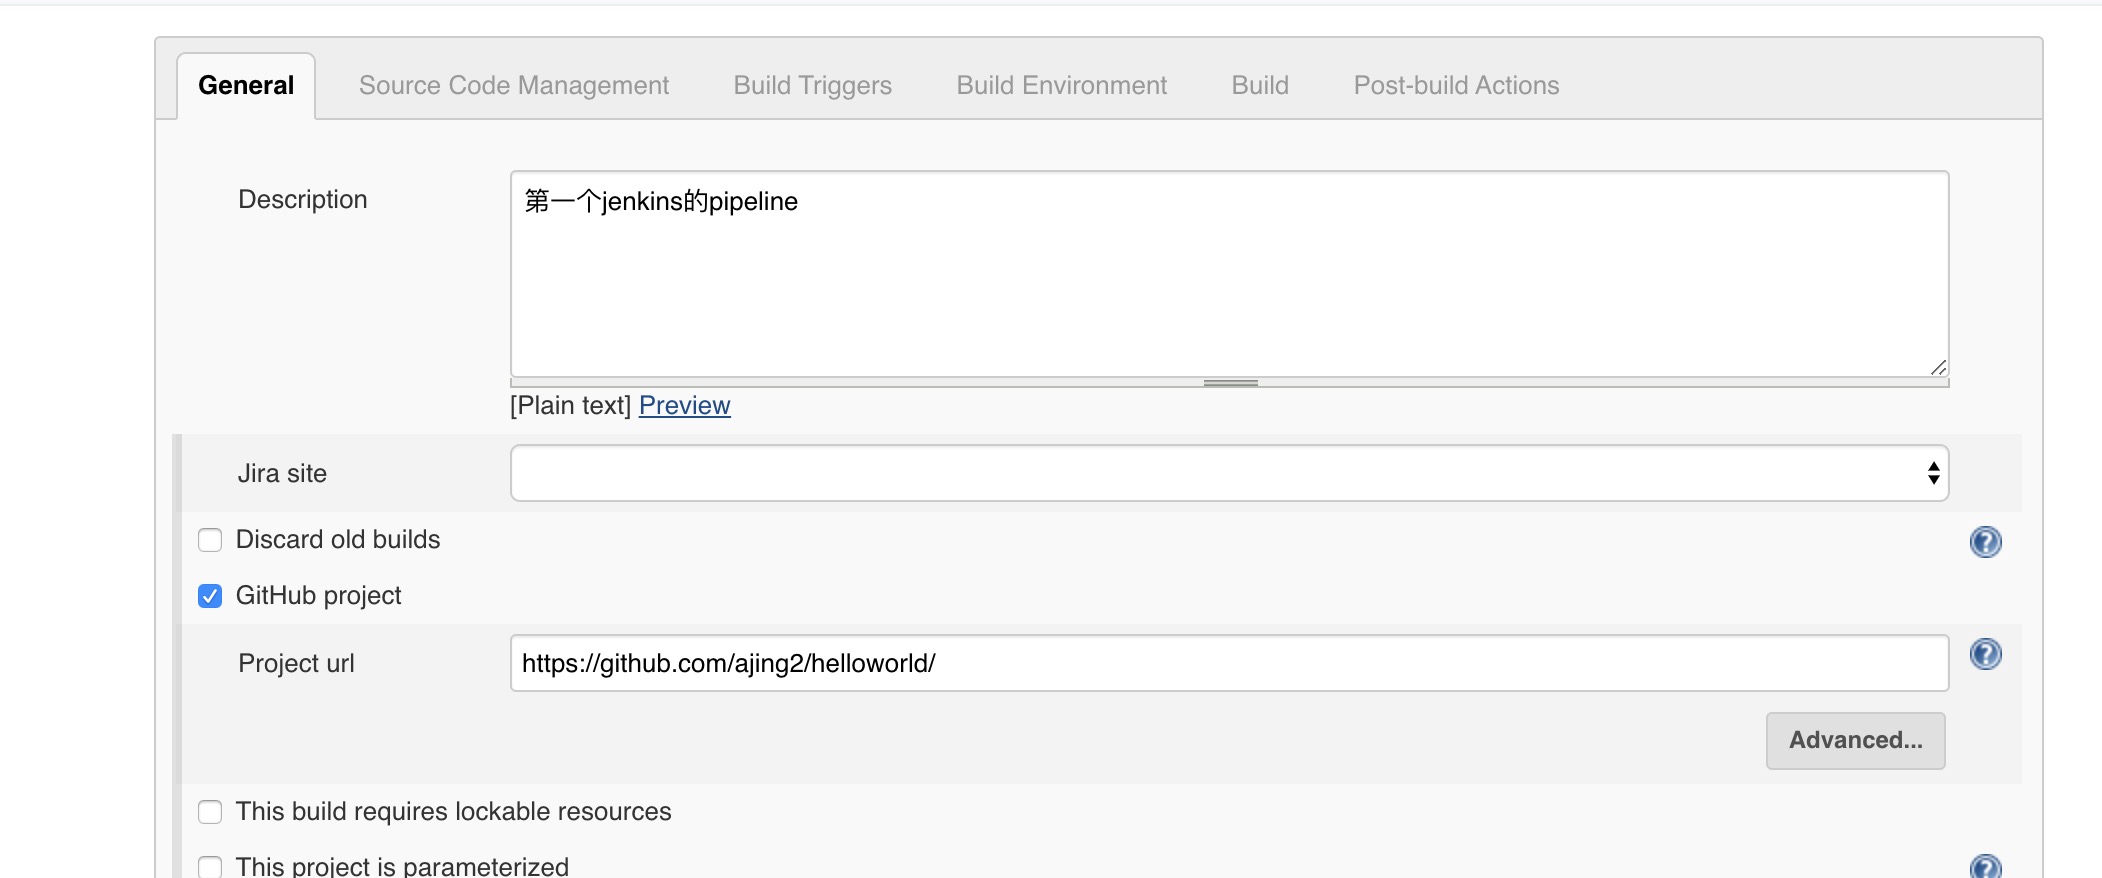 General Source Code Management Build Triggers Build Environment Build Post-build Actions
Description
第一个jenkins的pipeline
[Plain text] Preview
Jira site
Discard old builds
GitHub project
Project url
https://github.com/ajing2/helloworld/
Advanced...
This build requires lockable resources
This project is parameterized